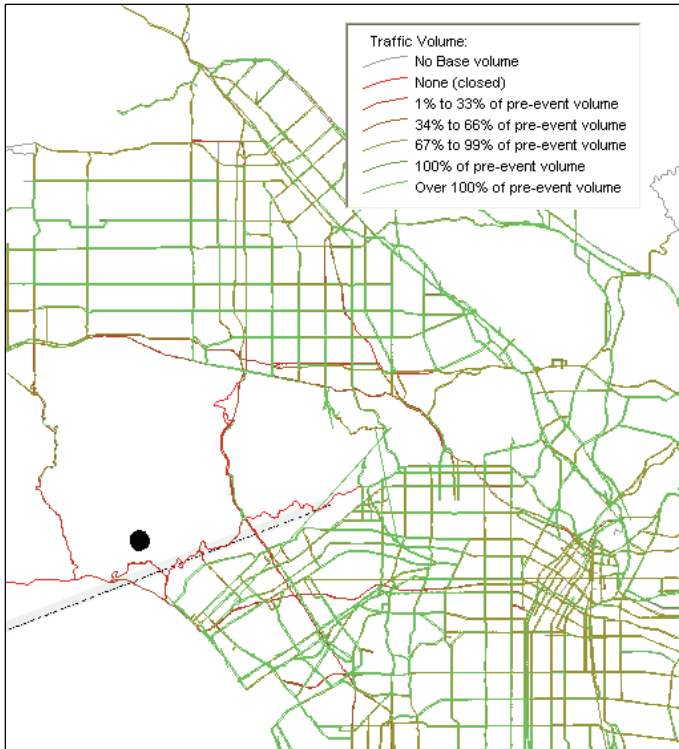 Traffic Volume:
No Base volume
None (closed)
1% to 33% of pre-event volume
34% to 66% of pre-event volume
67% to 99% of pre-event volume
100% of pre-event volume
Over 100% of pre-event volume